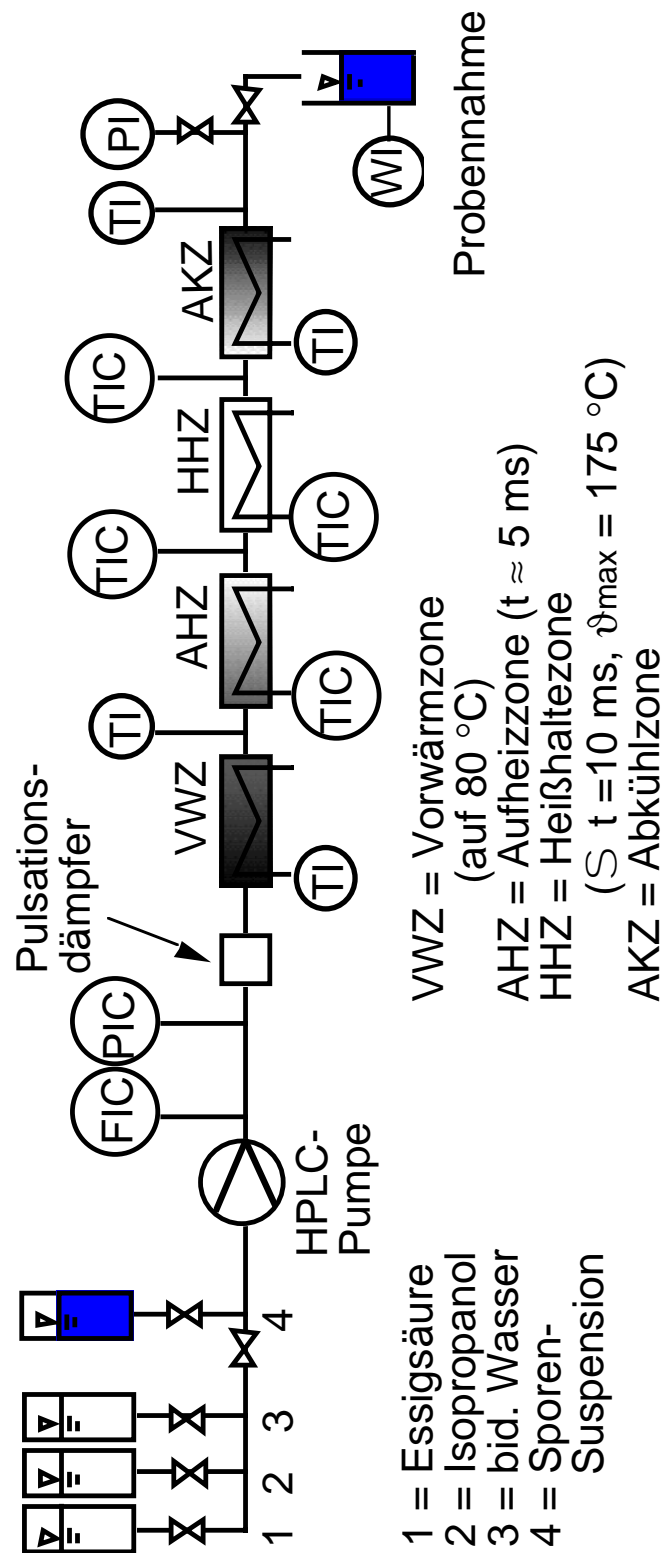 1
2
3
4
HPLC-
Pumpe
FIC
PIC
Pulsations-
dämpfer
VWZ
TI
TI
AHZ
TIC
TIC
HHZ
TIC
TIC
AKZ
TI
TI
PI
WI
Probennahme
1 = Essigsäure
2 = Isopropanol
3 = bid. Wasser
4 = Sporen-
Suspension
VWZ = Vorwärmzone
(auf 80 °C)
AHZ = Aufheizzone (t ≈ 5 ms)
HHZ = Heißhaltezone
(S t =10 ms, ϑmax = 175 °C)
AKZ = Abkühlzone